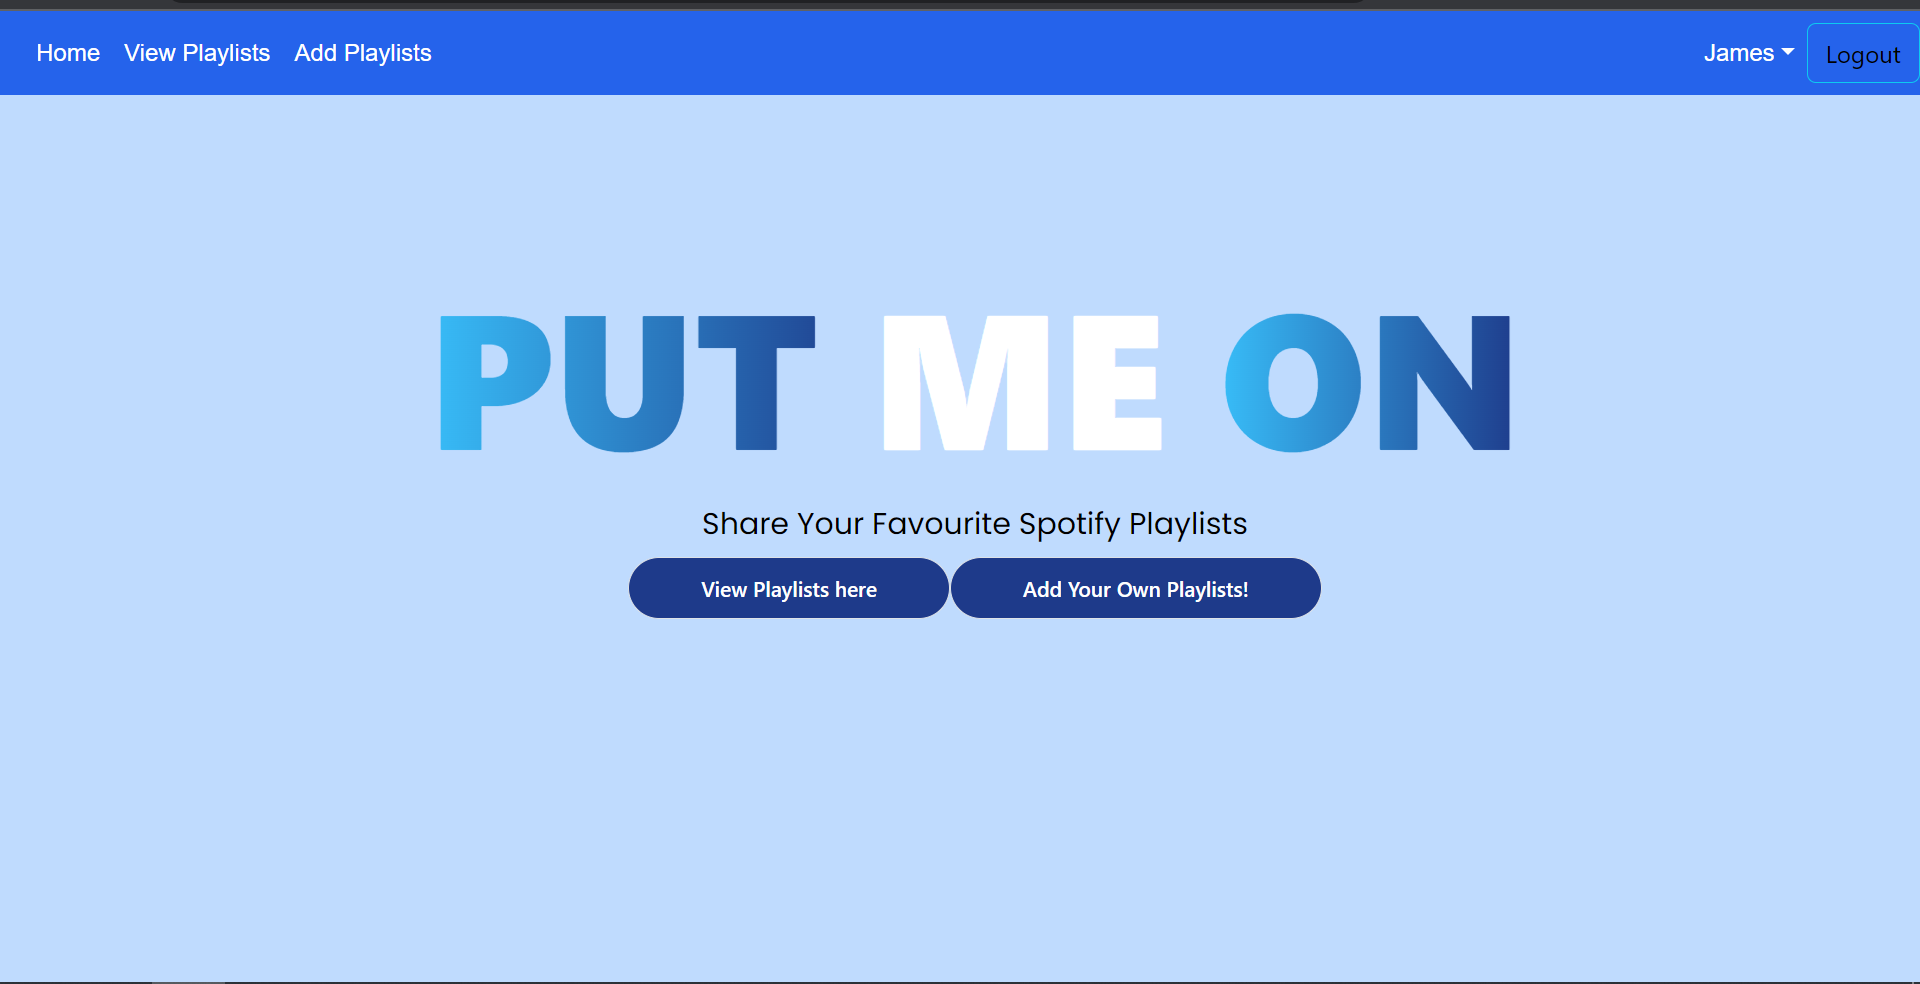 Home View Playlists Add Playlists James Logout
PUT ME ON
Share Your Favourite Spotify Playlists
View Playlists here Add Your Own Playlists!